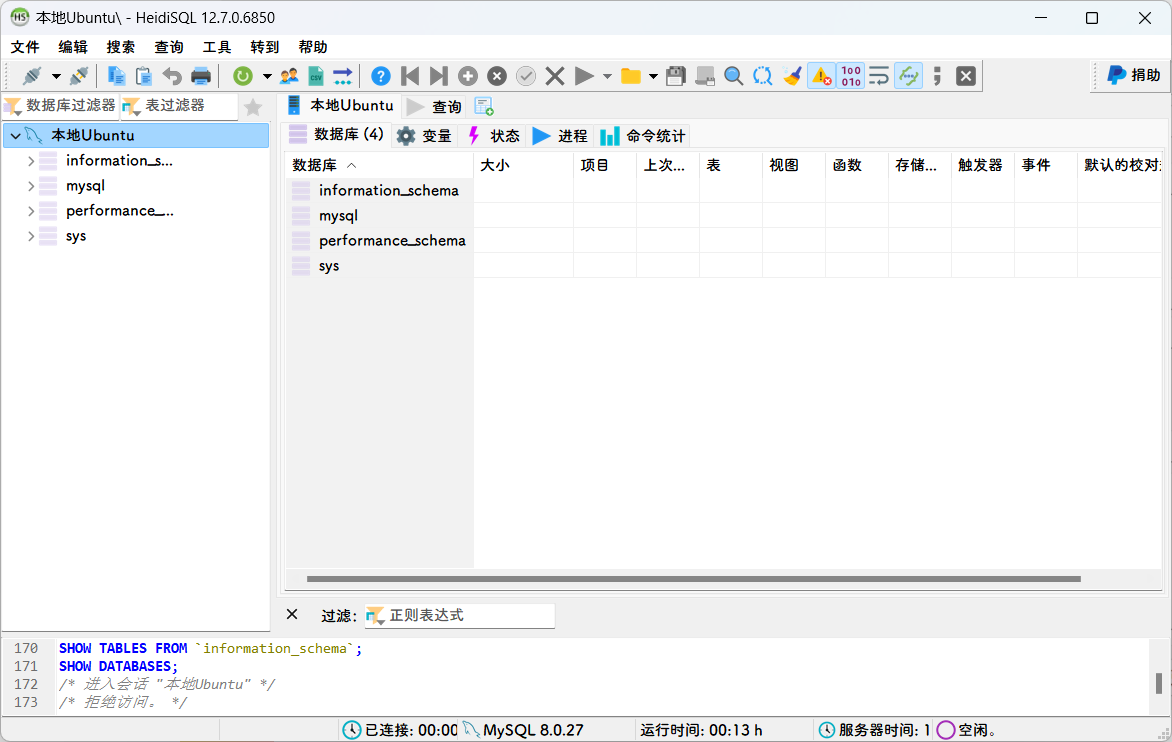 本地Ubuntu\ - HeidiSQL 12.7.0.6850
文件 编辑 搜索 查询 工具 转到 帮助
捐助
数据库过滤器 表过滤器
本地Ubuntu
information_s...
mysql
performance_...
sys
本地Ubuntu 查询
数据库 (4) 变量 状态 进程 命令统计
数据库 大小 项目 上次... 表 视图 函数 存储... 触发器 事件 默认的校对
information_schema
mysql
performance_schema
sys
过滤: 正则表达式
170 SHOW TABLES FROM `information_schema`;
171 SHOW DATABASES;
172 /* 进入会话 "本地Ubuntu" */
173 /* 拒绝访问。 */
已连接: 00:00 MySQL 8.0.27 运行时间: 00:13 h 服务器时间: 1 空闲。